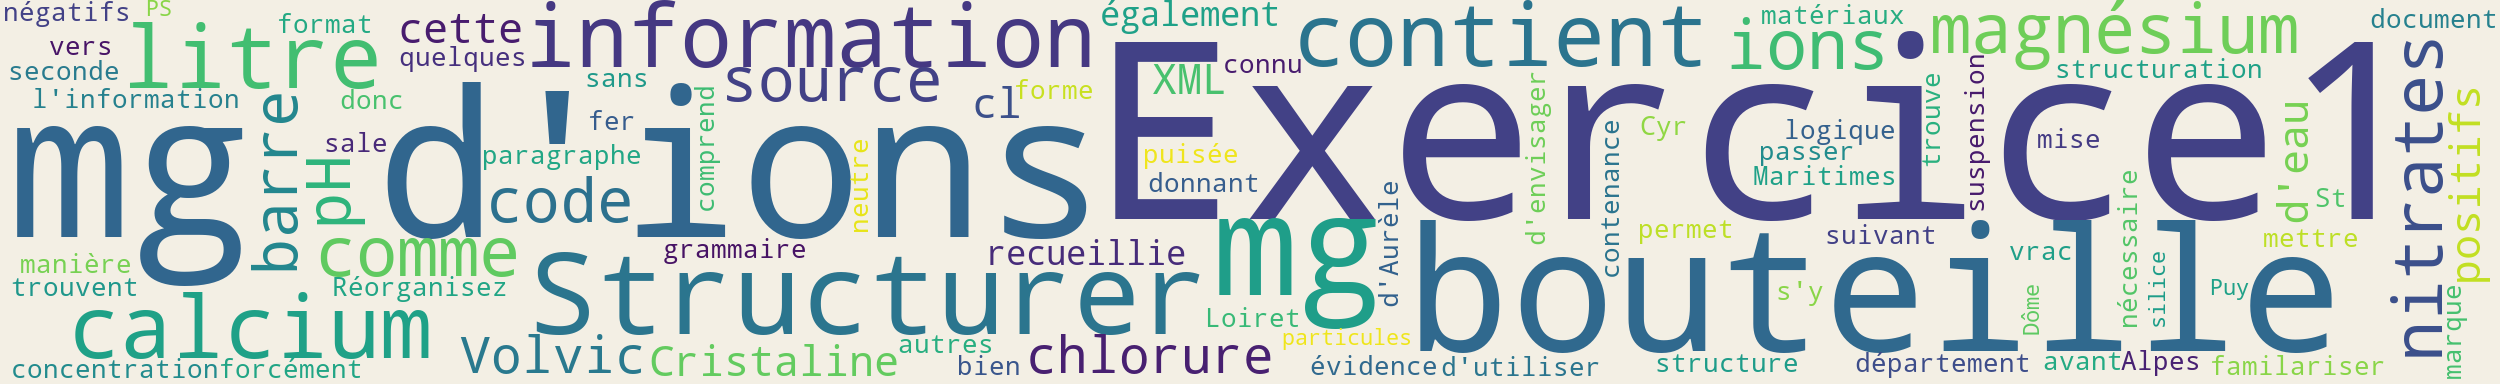 négatifs
PS
vers
litre
format
cette
quelques
information
également
contient
ions
matériaux
magnésium
:
document
seconde
l'information
donc
sans
source
cl
forme
XML
connu
structuration
nitrates
mg
barre
sale
pH
d'ions
fer
paragraphe
code
comprend
neutre
Exercice 1
puisée
donnant
d'envisager
Cyr
logique
passer
Maritimes
trouve
suspension
mise
d'eau
St
positifs
manière
trouvent
comme
Réorganisez
grammaire
recueillie
Structurer
mg
d'Aurèle
contenance
permet
suivant
bouteille
s'y
vrac
nécessaire
silice
mettre
Puy
Dôme
marque
calcium
concentration
forcément
Volvic
Cristaline
autres
bien
chlorure
Loiret
particules
évidence
d'utiliser
structure
département
avant
Alpes
familariser